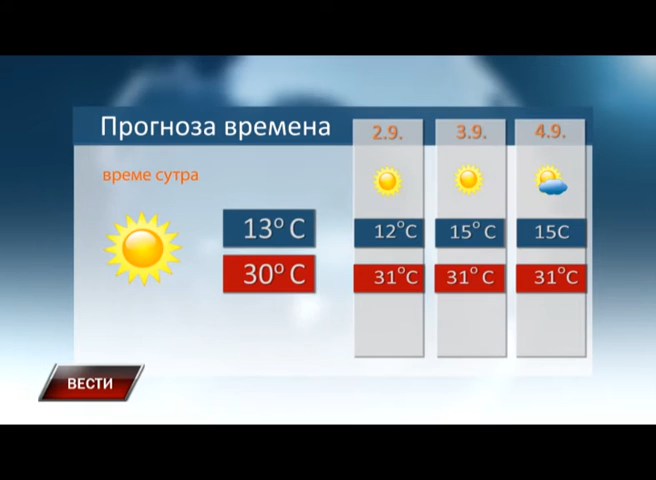 Прогноза времена
време сутра
13° C
30° C
2.9.
3.9.
4.9.
12°C
15° C
15C
31°C
31° C
31°C
ВЕСТИ